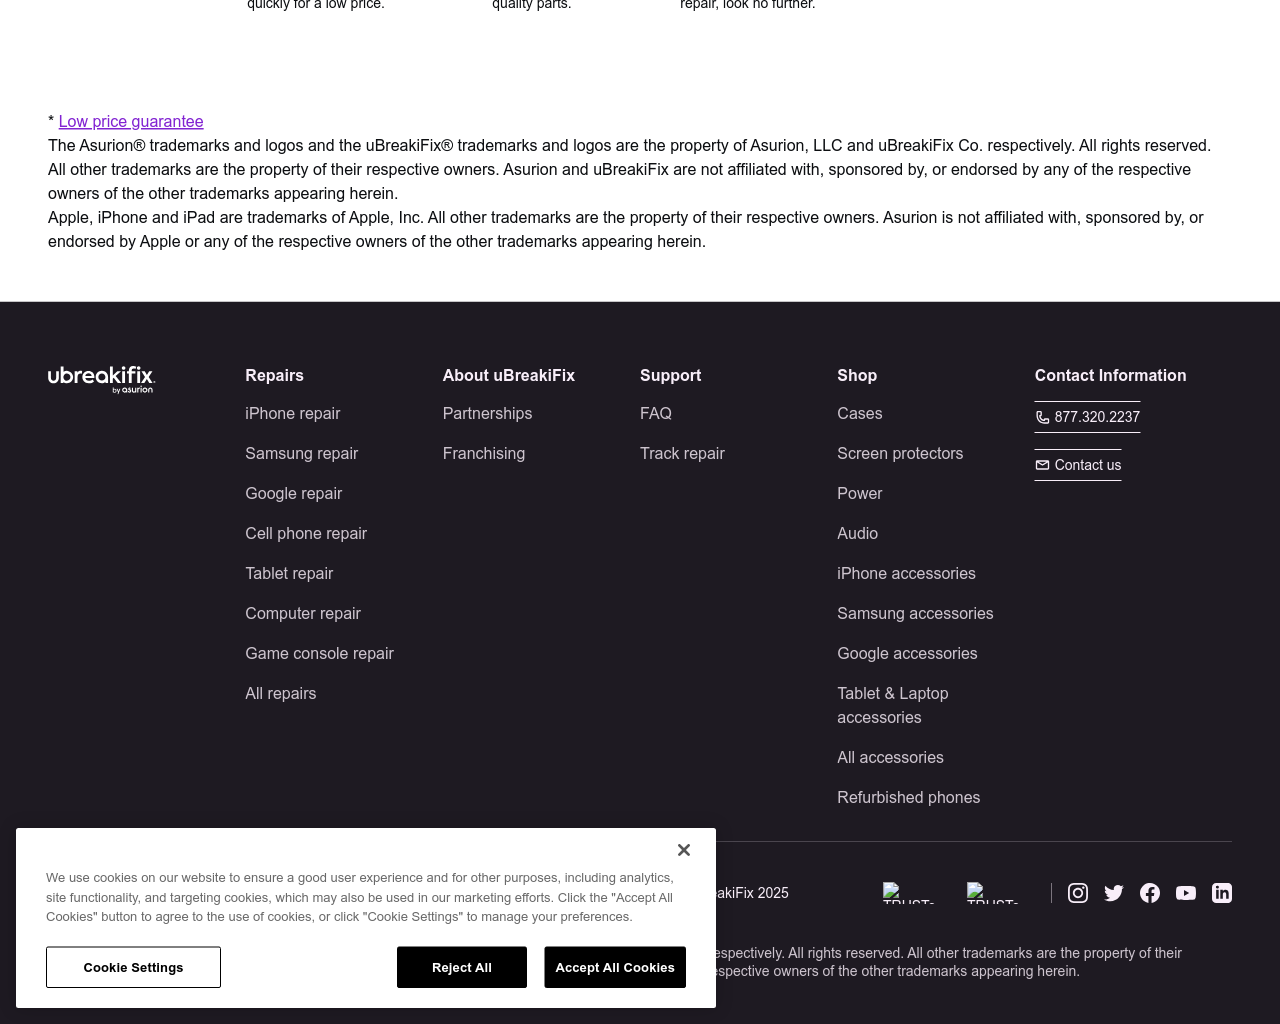 quickly for a low price.
quality parts.
repair, look no further.
* Low price guarantee
The Asurion® trademarks and logos and the uBreakiFix® trademarks and logos are the property of Asurion, LLC and uBreakiFix Co. respectively. All rights reserved.
All other trademarks are the property of their respective owners. Asurion and uBreakiFix are not affiliated with, sponsored by, or endorsed by any of the respective
owners of the other trademarks appearing herein.
Apple, iPhone and iPad are trademarks of Apple, Inc. All other trademarks are the property of their respective owners. Asurion is not affiliated with, sponsored by, or
endorsed by Apple or any of the respective owners of the other trademarks appearing herein.
ubreakifix
by asurion
Repairs
iPhone repair
Samsung repair
Google repair
Cell phone repair
Tablet repair
Computer repair
Game console repair
All repairs
About uBreakiFix
Partnerships
Franchising
Support
FAQ
Track repair
Shop
Cases
Screen protectors
Power
Audio
iPhone accessories
Samsung accessories
Google accessories
Tablet & Laptop
accessories
All accessories
Refurbished phones
Contact Information
877.320.2237
Contact us
We use cookies on our website to ensure a good user experience and for other purposes, including analytics,
site functionality, and targeting cookies, which may also be used in our marketing efforts. Click the "Accept All
Cookies" button to agree to the use of cookies, or click "Cookie Settings" to manage your preferences.
Cookie Settings
Reject All
Accept All Cookies
eakiFix 2025
espectively. All rights reserved. All other trademarks are the property of their
espective owners of the other trademarks appearing herein.